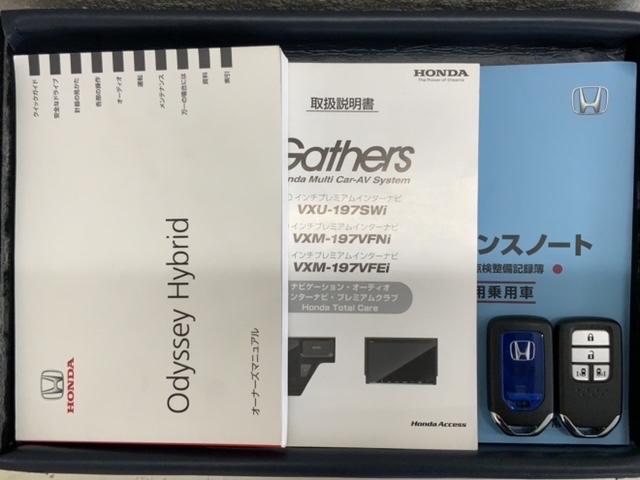 クイックガイド
安全なドライブ
計器の見かた
各部の操作
オーディオ
運転
メンテナンス
万一の場合には
資料
索引
Odyssey Hybrid
オーナーズマニュアル
HONDA
HONDA
The Power of Dreams
取扱説明書
Gathers
nda Multi Car-AV System
インチプレミアムインターナビ
VXU-197SWi
インチプレミアムインターナビ
VXM-197VFNi
インチプレミアムインターナビ
VXM-197VFEi
ナビゲーション・オーディオ
ンターナビ・プレミアムクラブ
Honda Total Care
Honda Access
ンスノート
点検整備記録簿
用乗用車